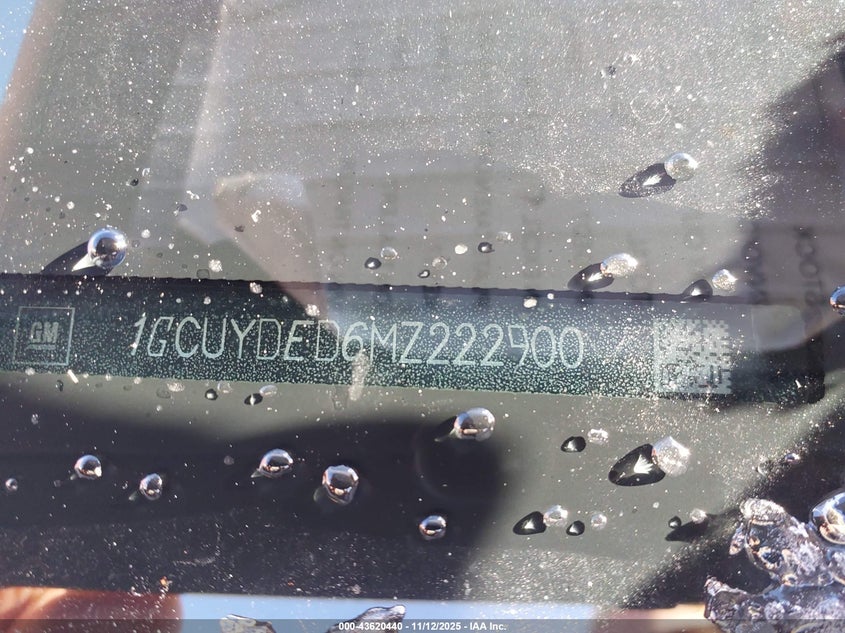 GM
1GCUYDED6MZ222900
000-43620440 - 11/12/2025 - IAA Inc.